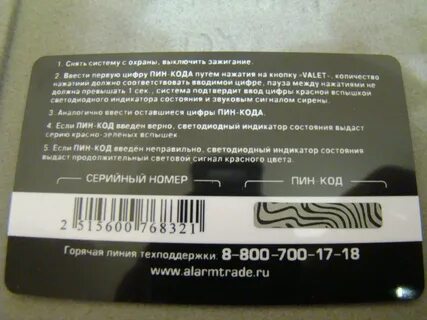 1. Снять систему с охраны, выключить зажигание.
2. Ввести первую цифру ПИН-КОДА путем нажатия на кнопку «VALET», количество
нажатий должно соответствовать вводимой цифре, пауза между нажатиями не
должна превышать 1 сек., система подтвердит ввод цифры красной вспышкой
светодиодного индикатора состояния и звуковым сигналом сирены.
3. Аналогично ввести оставшиеся цифры ПИН-КОДА.
4. Если ПИН-КОД введен верно, светодиодный индикатор состояния выдаст
серию красно-зеленых вспышек
5. Если ПИН-КОД введен неправильно, светодиодный индикатор состояния
выдаст продолжительный световой сигнал красного цвета.
СЕРИЙНЫЙ НОМЕР ПИН-КОД
2 515600 768321
Горячая линия техподдержки: 8-800-700-17-18
www.alarmtrade.ru